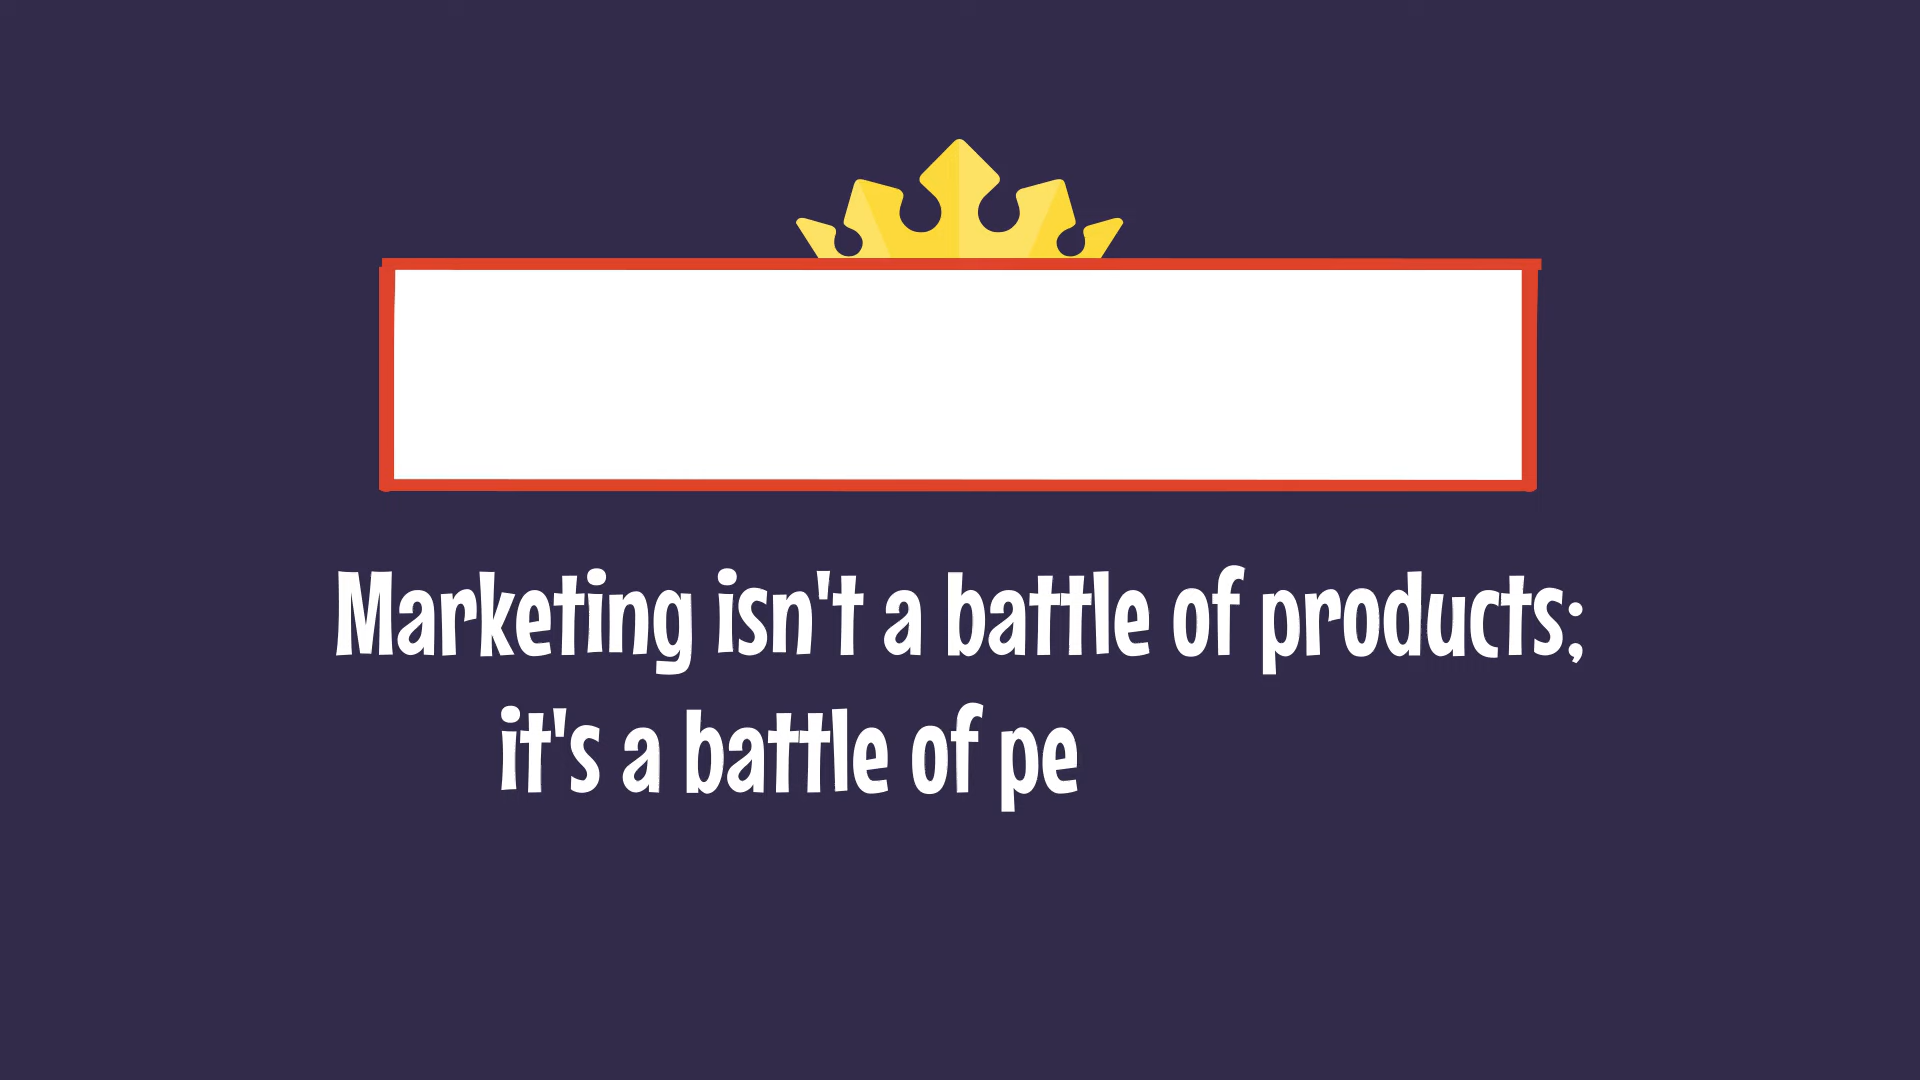 Marketing isn't a battle of products;
it's a battle of pe